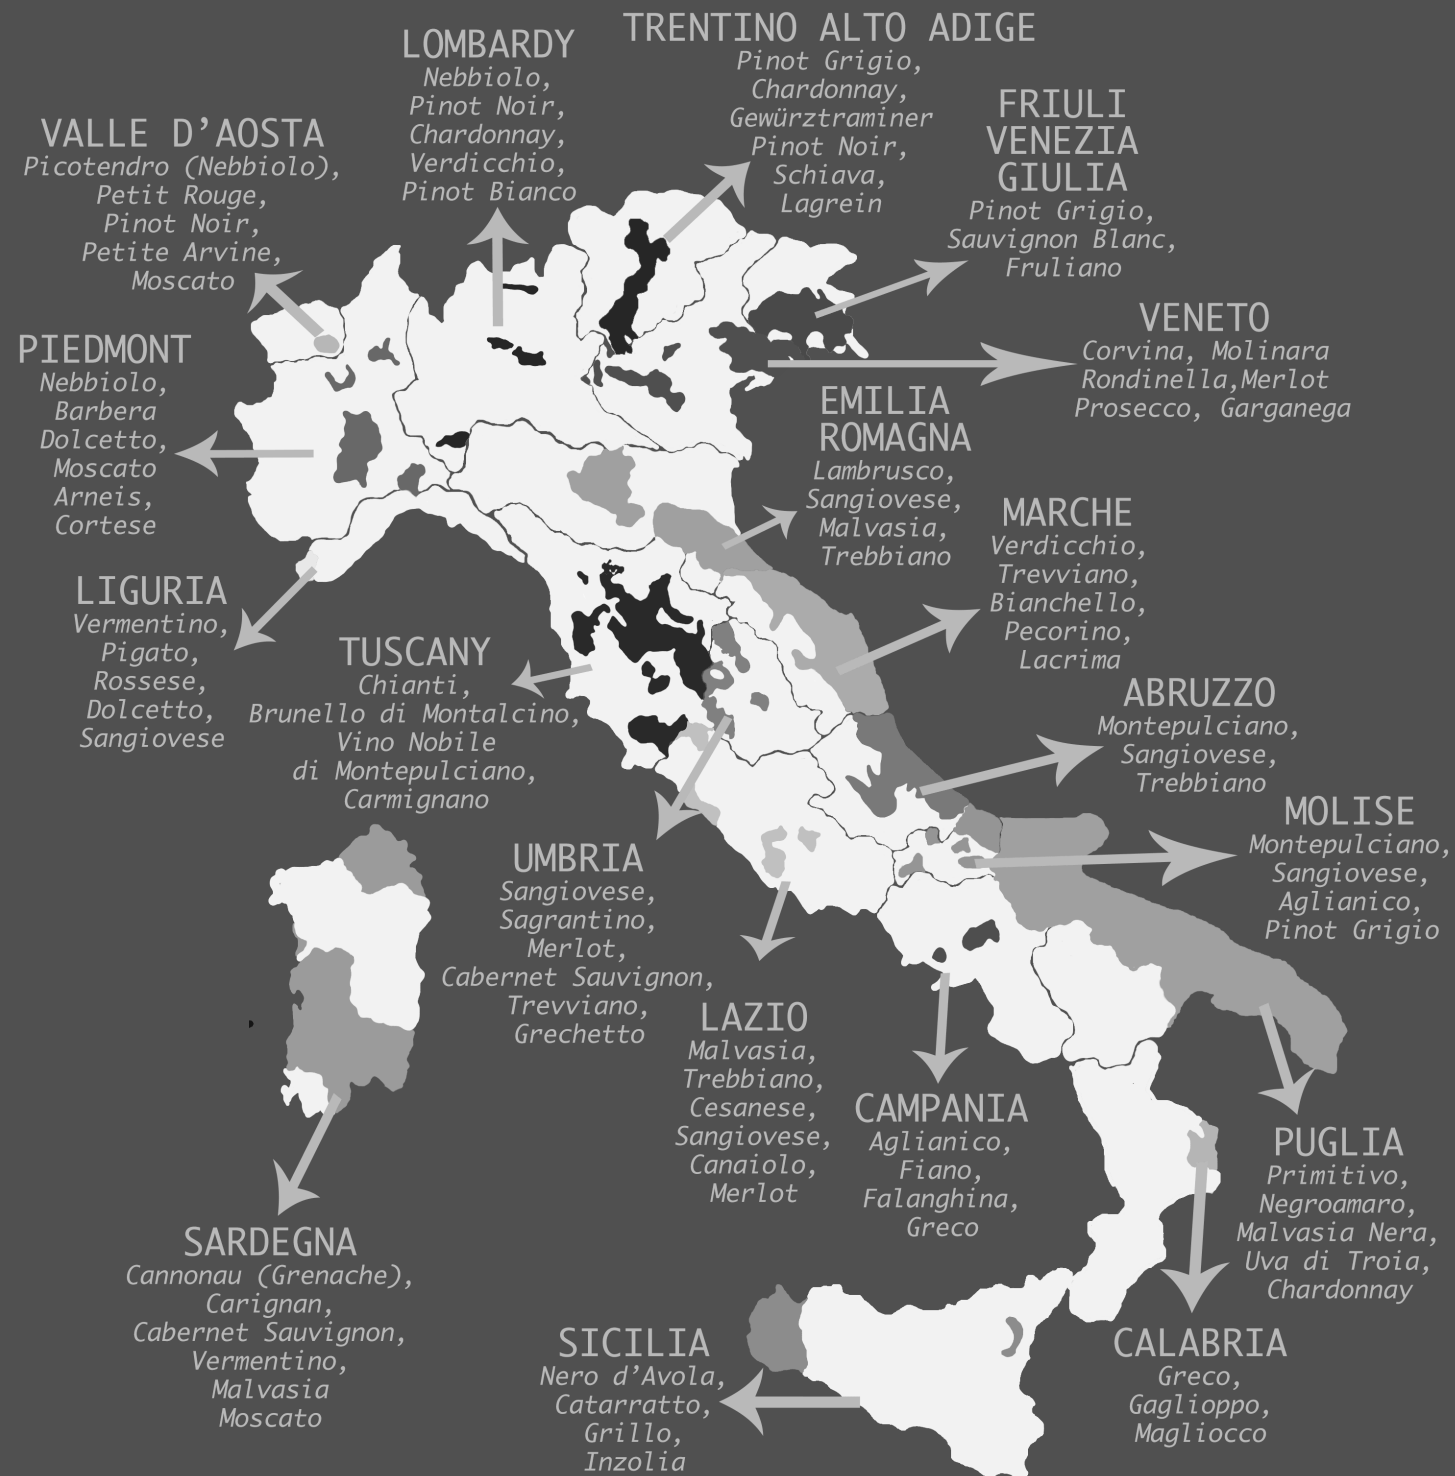 TRENTINO ALTO ADIGE
Pinot Grigio,
Chardonnay,
Gewürztraminer
Pinot Noir,
Schiava,
Lagrein
LOMBARDY
Nebbiolo,
Pinot Noir,
Chardonnay,
Verdicchio,
Pinot Bianco
FRIULI
VENEZIA
GIULIA
Pinot Grigio,
Sauvignon Blanc,
Fruliano
VALLE D’AOSTA
Picotendro (Nebbiolo),
Petit Rouge,
Pinot Noir,
Petite Arvine,
Moscato
VENETO
Corvina, Molinara
Rondinella,Merlot
Prosecco, Garganega
PIEDMONT
Nebbiolo,
Barbera
Dolcetto,
Moscato
Arneis,
Cortese
EMILIA
ROMAGNA
Lambrusco,
Sangiovese,
Malvasia,
Trebbiano
MARCHE
Verdicchio,
Trevviano,
Bianchello,
Pecorino,
Lacrima
LIGURIA
Vermentino,
Pigato,
Rossese,
Dolcetto,
Sangiovese
TUSCANY
Chianti,
Brunello di Montalcino,
Vino Nobile
di Montepulciano,
Carmignano
ABRUZZO
Montepulciano,
Sangiovese,
Trebbiano
MOLISE
Montepulciano,
Sangiovese,
Aglianico,
Pinot Grigio
UMBRIA
Sangiovese,
Sagrantino,
Merlot,
Cabernet Sauvignon,
Trevviano,
Grechetto
LAZIO
Malvasia,
Trebbiano,
Cesanese,
Sangiovese,
Canaiolo,
Merlot
CAMPANIA
Aglianico,
Fiano,
Falanghina,
Greco
PUGLIA
Primitivo,
Negroamaro,
Malvasia Nera,
Uva di Troia,
Chardonnay
SARDEGNA
Cannonau (Grenache),
Carignan,
Cabernet Sauvignon,
Vermentino,
Malvasia
Moscato
SICILIA
Nero d’Avola,
Catarratto,
Grillo,
Inzolia
CALABRIA
Greco,
Gaglioppo,
Magliocco